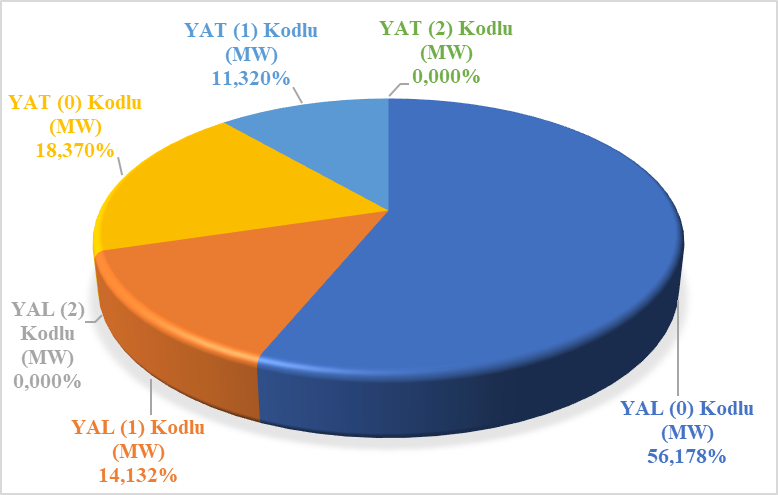 YAT (1) Kodlu
(MW)
11,320%
YAT (2) Kodlu
(MW)
0,000%
YAT (0) Kodlu
(MW)
18,370%
YAL (2)
Kodlu
(MW)
0,000%
YAL (1) Kodlu
(MW)
14,132%
YAL (0) Kodlu
(MW)
56,178%